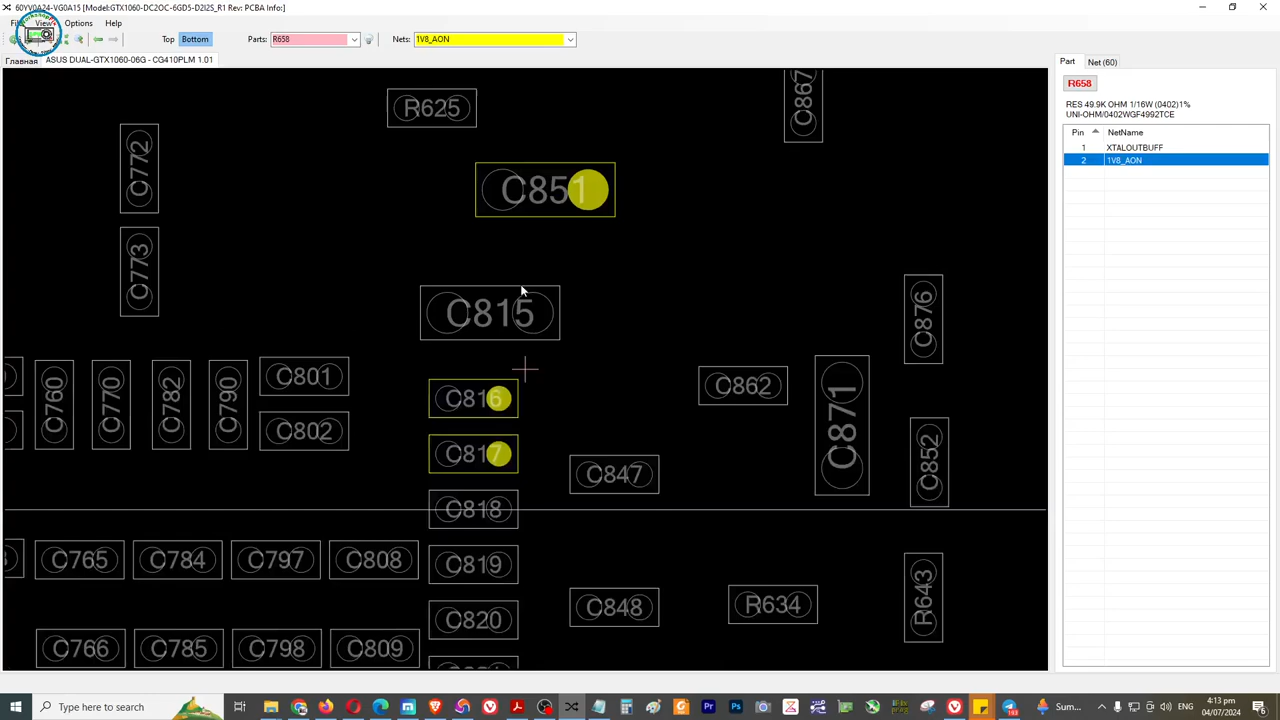 60YV0A24-VG0A15 [Model:GTX1060-DC2OC-6GD5-D2I2S_R1 Rev: PCBA Info:]
View Options Help
Top Bottom Parts: R658 Nets: 1V8_AON
Главная ASUS DUAL-GTX1060-06G - CG410PLM 1.01
Part Net (60)
R658
RES 49.9K OHM 1/16W (0402)1%
UNI-OHM/0402WGF4992TCE
Pin NetName
1 XTALOUTBUFF
2 1V8_AON
R625
C867
C772
C851
C773
C815
C876
C760
C770
C782
C790
C801
C816
C862
C871
C802
C817
C847
C852
C818
C765
C784
C797
C808
C819
C848
R634
R643
C820
C766
C785
C798
C809
Type here to search
Summ...
ENG
4:13 pm
04/07/2024